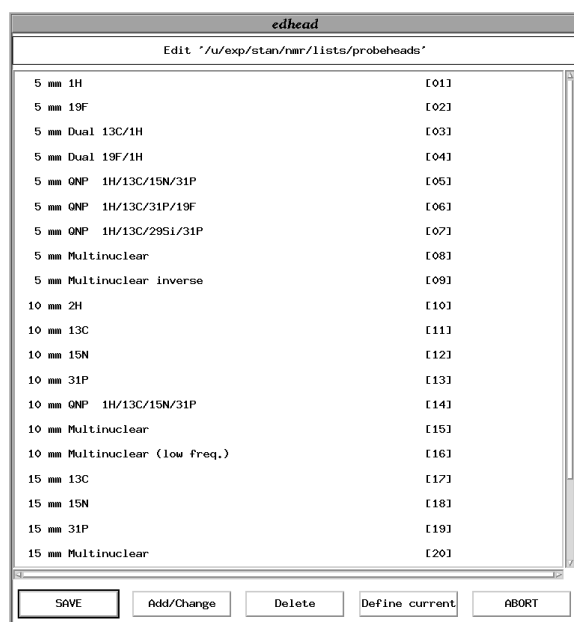 edhead
Edit '/u/exp/stan/nmr/lists/probeheads'
5 mm 1H [01]
5 mm 19F [02]
5 mm Dual 13C/1H [03]
5 mm Dual 19F/1H [04]
5 mm QNP 1H/13C/15N/31P [05]
5 mm QNP 1H/13C/31P/19F [06]
5 mm QNP 1H/13C/29Si/31P [07]
5 mm Multinuclear [08]
5 mm Multinuclear inverse [09]
10 mm 2H [10]
10 mm 13C [11]
10 mm 15N [12]
10 mm 31P [13]
10 mm QNP 1H/13C/15N/31P [14]
10 mm Multinuclear [15]
10 mm Multinuclear (low freq.) [16]
15 mm 13C [17]
15 mm 15N [18]
15 mm 31P [19]
15 mm Multinuclear [20]
SAVE Add/Change Delete Define current ABORT